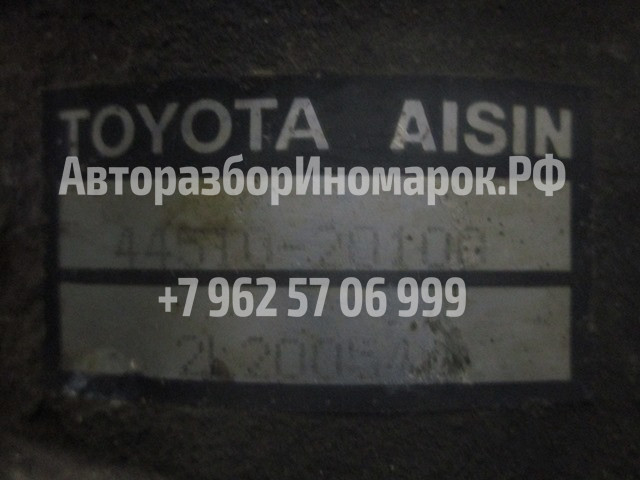 TOYOTA AISIN
АвторазборИномарок.РФ
44510-20100
+7 962 57 06 999